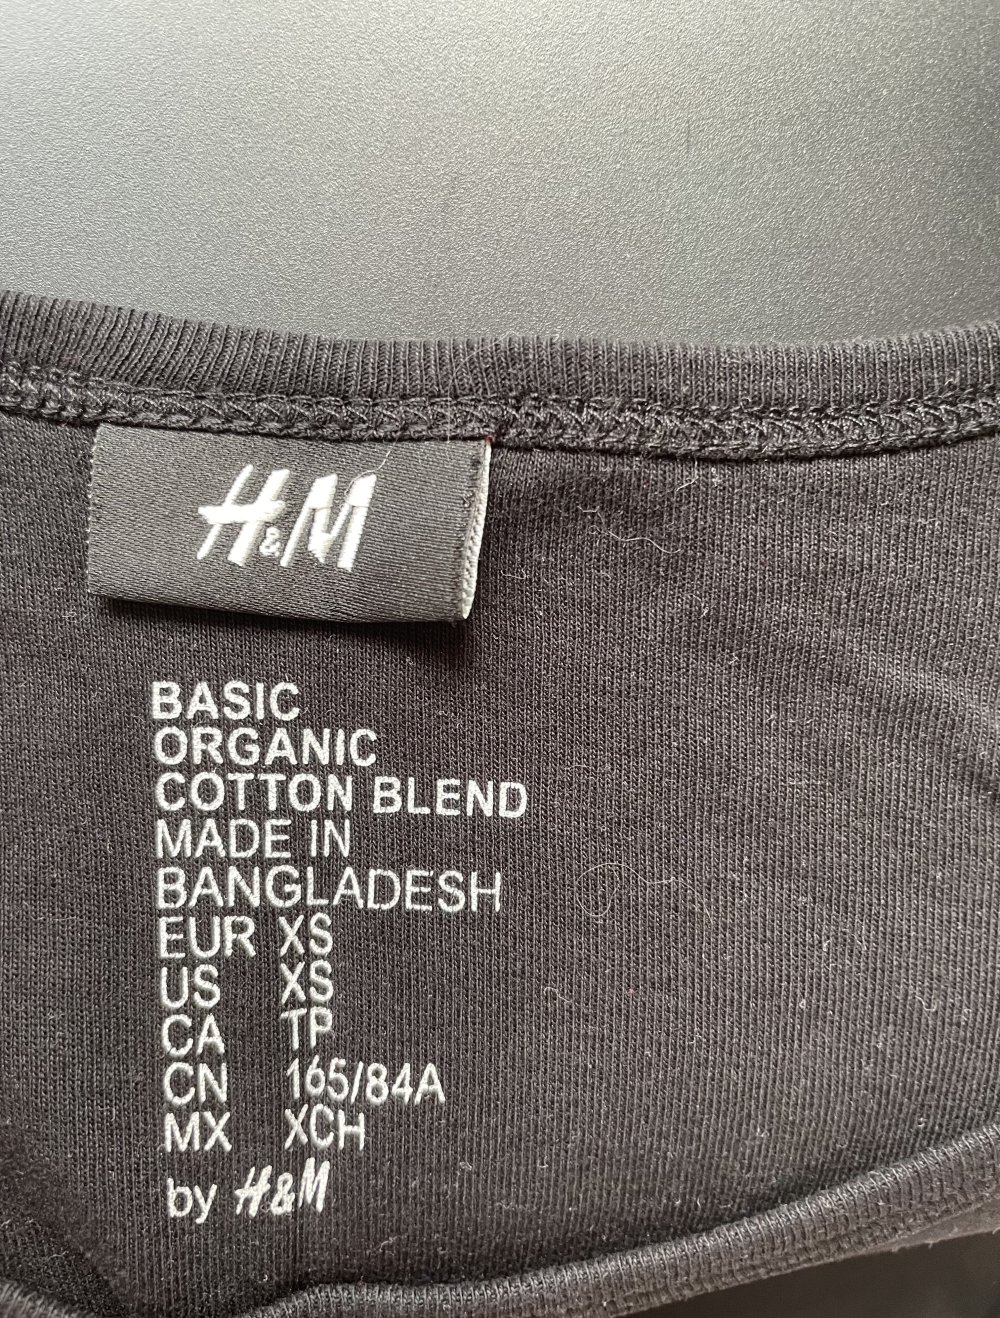 H&M
BASIC
ORGANIC
COTTON BLEND
MADE IN
BANGLADESH
EUR XS
US XS
CA TP
CN 165/84A
MX XCH
by H&M